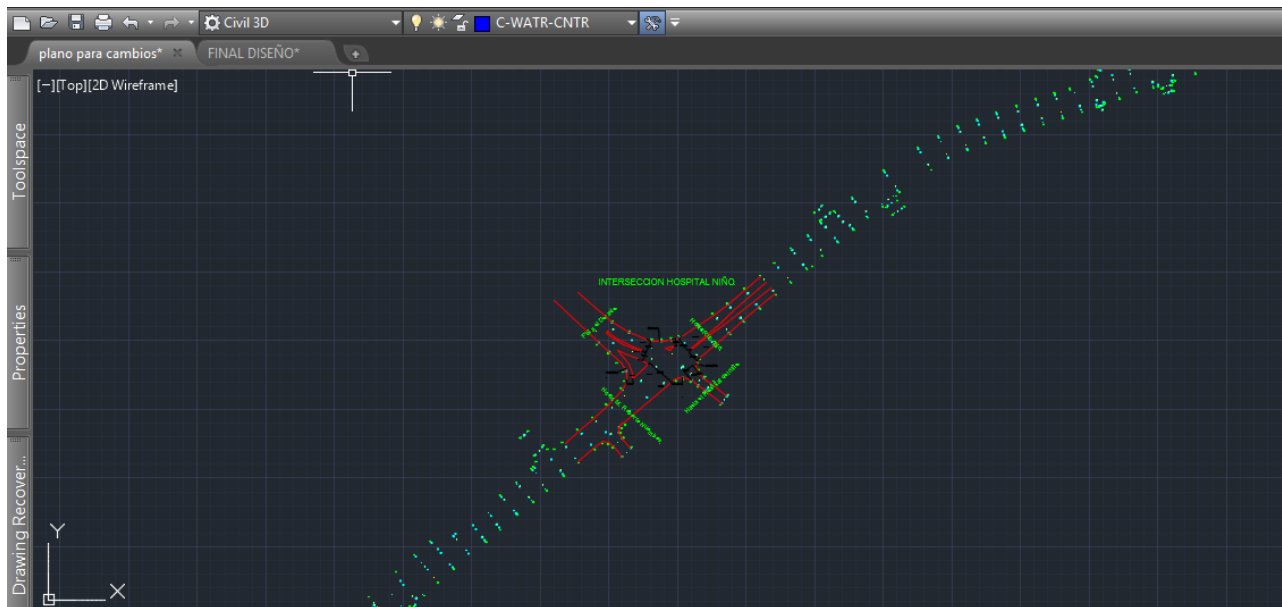 Civil 3D
C-WATR-CNTR
plano para cambios*
FINAL DISEÑO*
[−][Top][2D Wireframe]
Toolspace
Properties
Drawing Recover...
INTERSECCION HOSPITAL NIÑO
Y
X